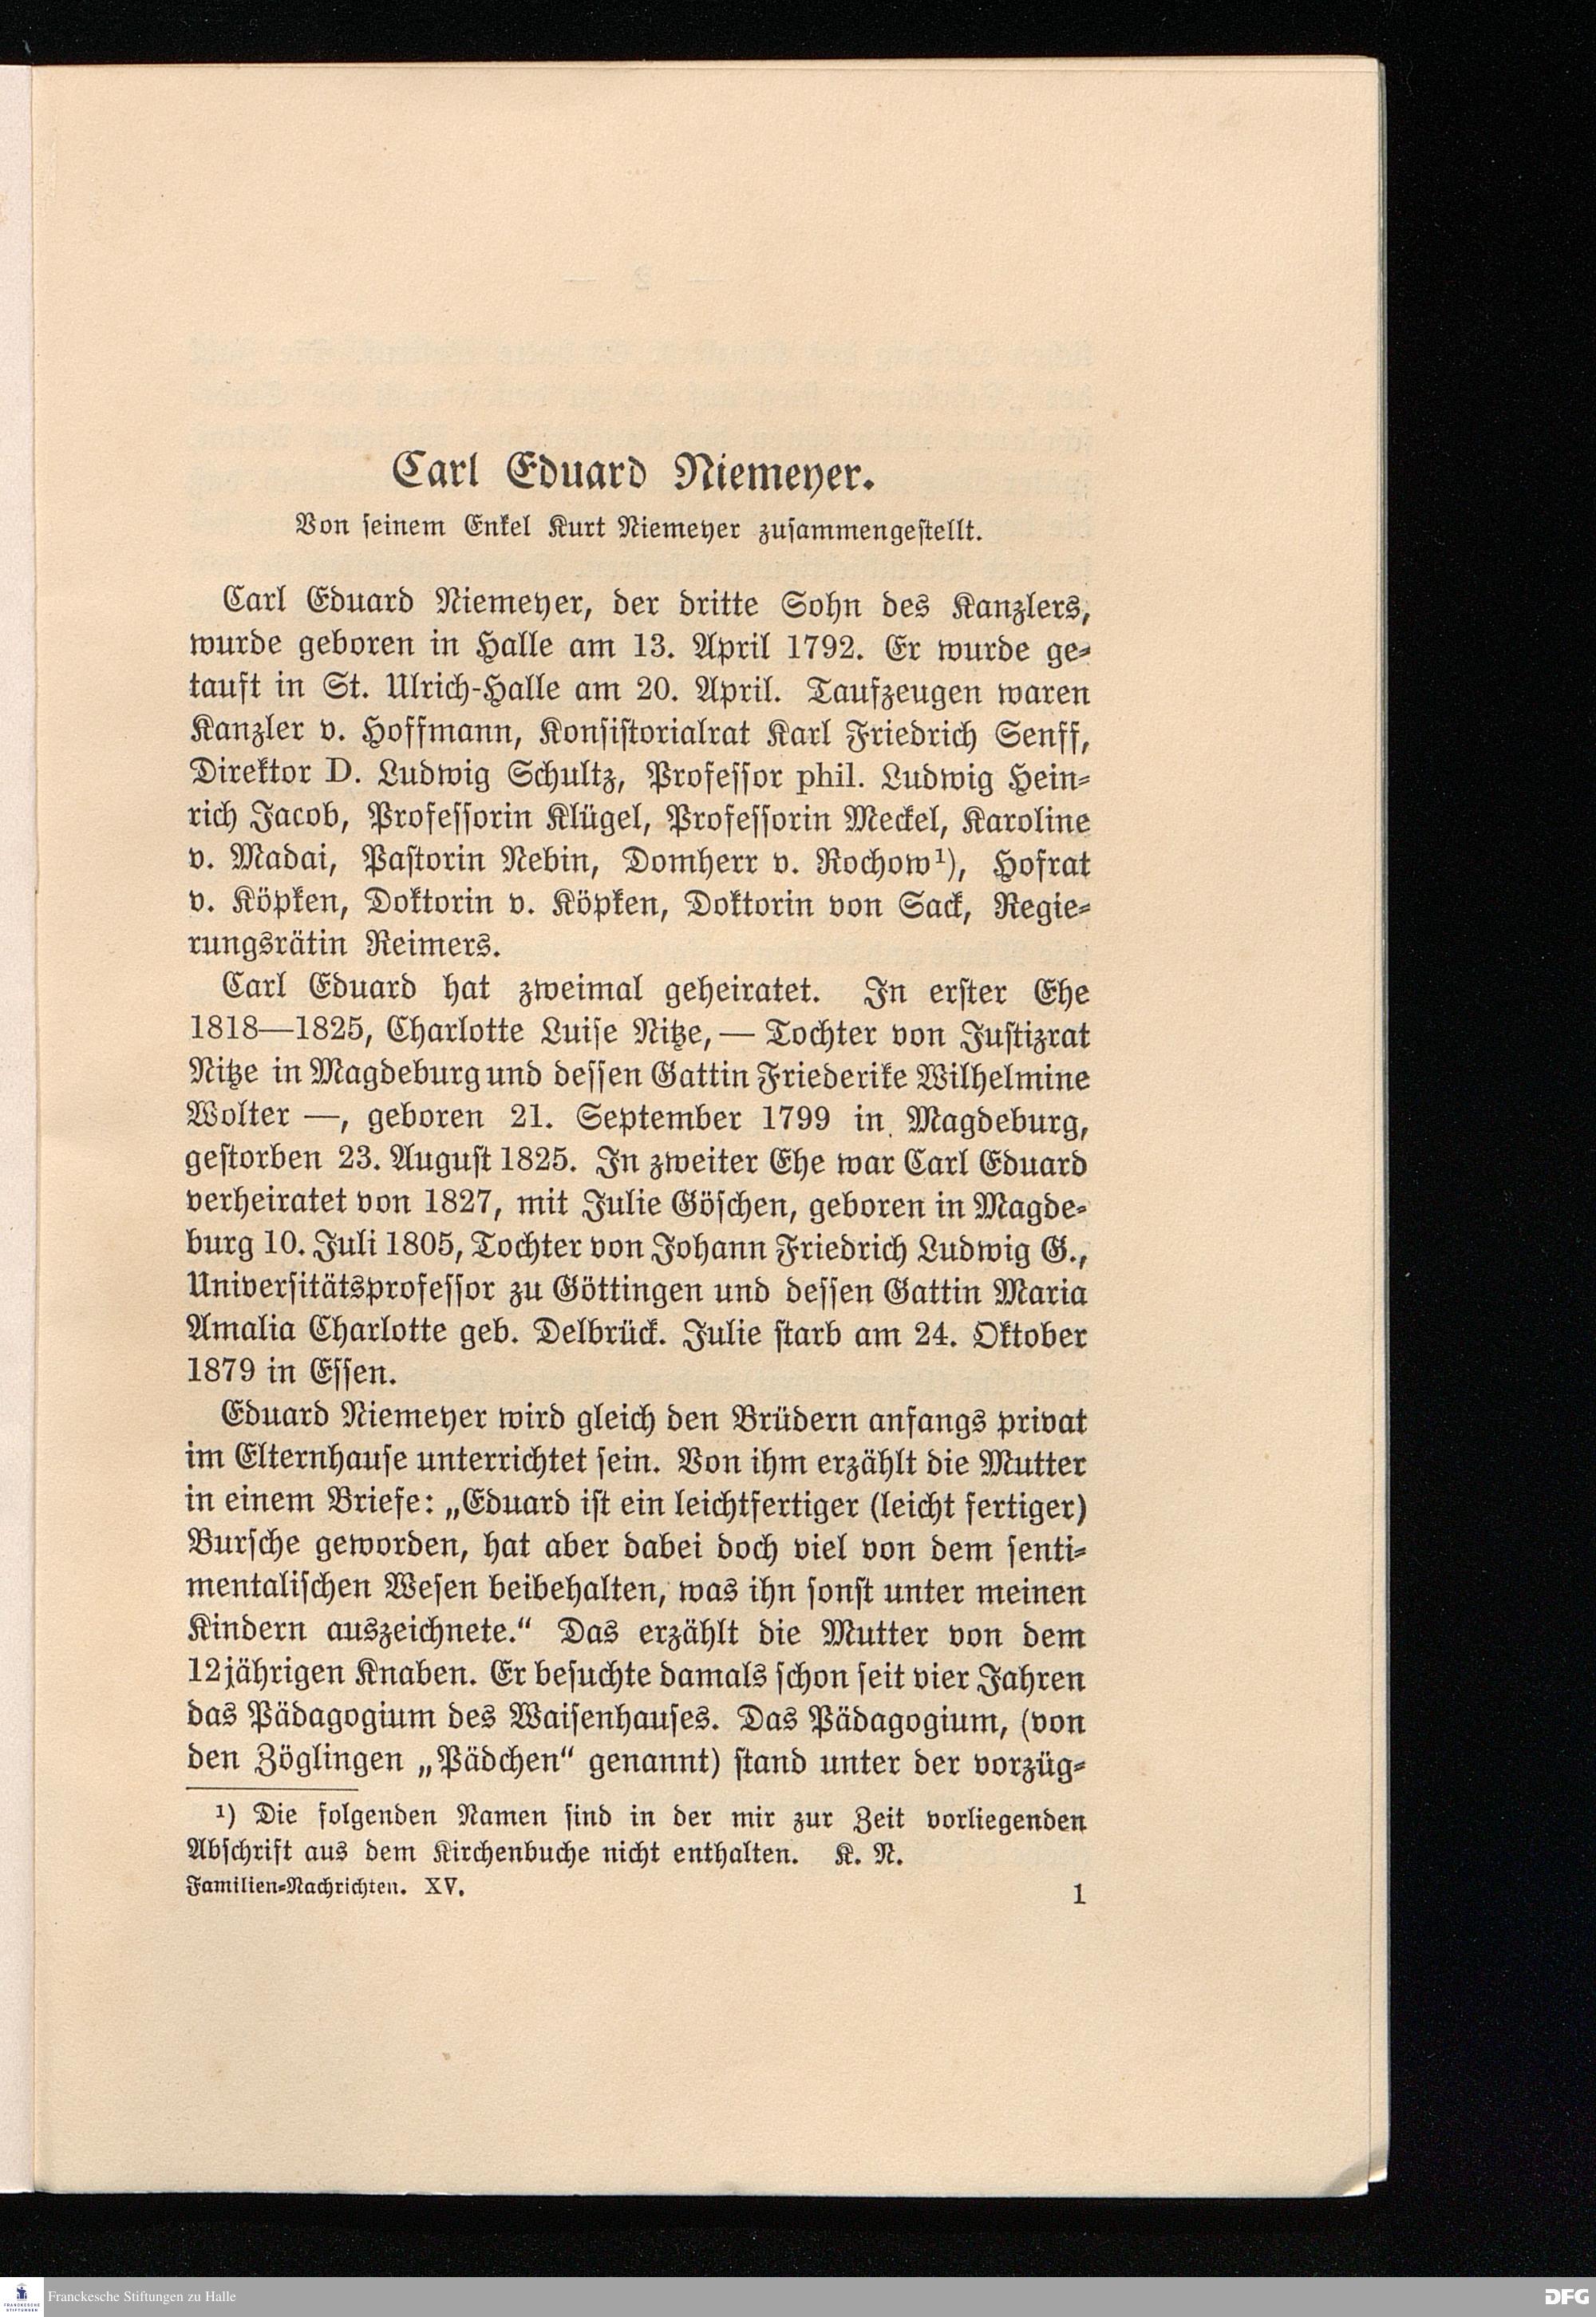 Carl Eduard Niemeyer.
Von seinem Enkel Kurt Niemeyer zusammengestellt.
Carl Eduard Niemeyer, der dritte Sohn des Kanzlers,
wurde geboren in Halle am 13. April 1792. Er wurde ge-
tauft in St. Ulrich-Halle am 20. April. Taufzeugen waren
Kanzler v. Hoffmann, Konsistorialrat Karl Friedrich Senff,
Direktor D. Ludwig Schultz, Professor phil. Ludwig Hein-
rich Jacob, Professorin Klügel, Professorin Meckel, Karoline
v. Madai, Pastorin Nebin, Domherr v. Rochow¹), Hofrat
v. Köpken, Doktorin v. Köpken, Doktorin von Sack, Regie-
rungsrätin Reimers.
Carl Eduard hat zweimal geheiratet. In erster Ehe
1818—1825, Charlotte Luise Nitze, — Tochter von Justizrat
Nitze in Magdeburg und dessen Gattin Friederike Wilhelmine
Wolter —, geboren 21. September 1799 in Magdeburg,
gestorben 23. August 1825. In zweiter Ehe war Carl Eduard
verheiratet von 1827, mit Julie Göschen, geboren in Magde-
burg 10. Juli 1805, Tochter von Johann Friedrich Ludwig G.,
Universitätsprofessor zu Göttingen und dessen Gattin Maria
Amalia Charlotte geb. Delbrück. Julie starb am 24. Oktober
1879 in Essen.
Eduard Niemeyer wird gleich den Brüdern anfangs privat
im Elternhause unterrichtet sein. Von ihm erzählt die Mutter
in einem Briefe: „Eduard ist ein leichtfertiger (leicht fertiger)
Bursche geworden, hat aber dabei doch viel von dem senti-
mentalischen Wesen beibehalten, was ihn sonst unter meinen
Kindern auszeichnete.“ Das erzählt die Mutter von dem
12jährigen Knaben. Er besuchte damals schon seit vier Jahren
das Pädagogium des Waisenhauses. Das Pädagogium, (von
den Zöglingen „Pädchen“ genannt) stand unter der vorzüg-
¹) Die folgenden Namen sind in der mir zur Zeit vorliegenden
Abschrift aus dem Kirchenbuche nicht enthalten. K. N.
Familien-Nachrichten. XV. 1
Franckesche Stiftungen zu Halle
DFG